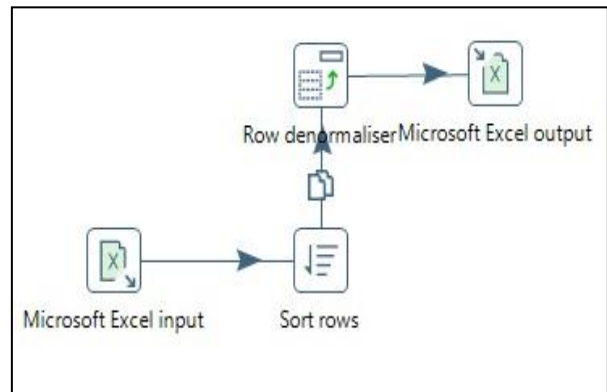 Row denormaliser Microsoft Excel output
Microsoft Excel input
Sort rows